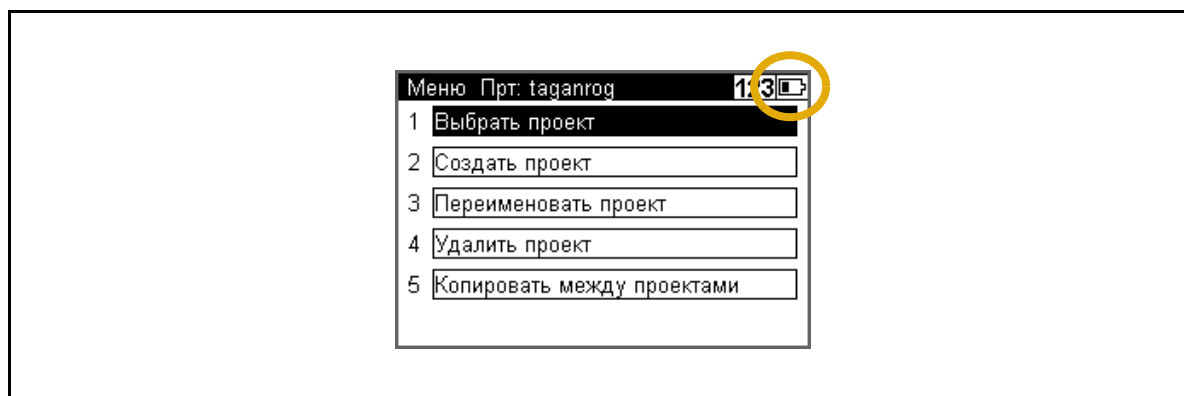 Меню Прт: taganrog 123
1 Выбрать проект
2 Создать проект
3 Переименовать проект
4 Удалить проект
5 Копировать между проектами